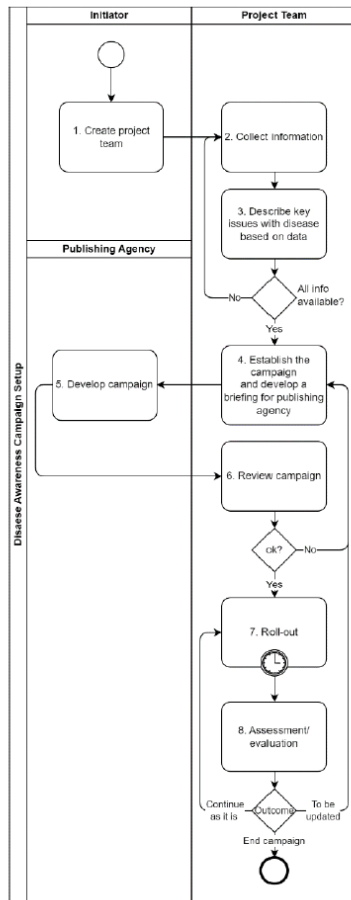 Initiator
Project Team
1. Create project
team
2. Collect Information
3. Describe key
issues with disease
based on data
Publishing Agency
No
All info
available?
Yes
4. Establish the
campaign
and develop a
briefing for publishing
agency
5. Develop campaign
6. Review campaign
ok?
No
Yes
7. Roll-out
8. Assessment/
evaluation
Continue
as it is
Outcome
To be
updated
End campaign
Disaese Awareness Campaign Setup